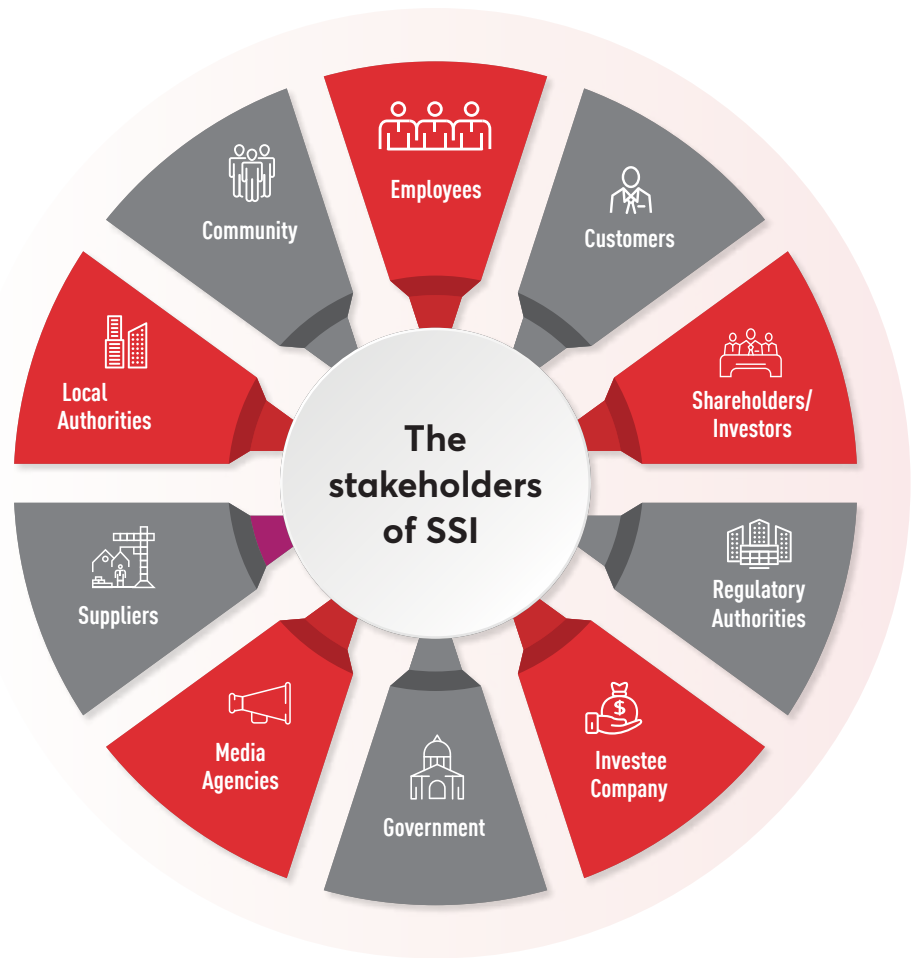 The
stakeholders
of SSI
Employees
Customers
Shareholders/
Investors
Regulatory
Authorities
Investee
Company
Government
Media
Agencies
Suppliers
Local
Authorities
Community
$